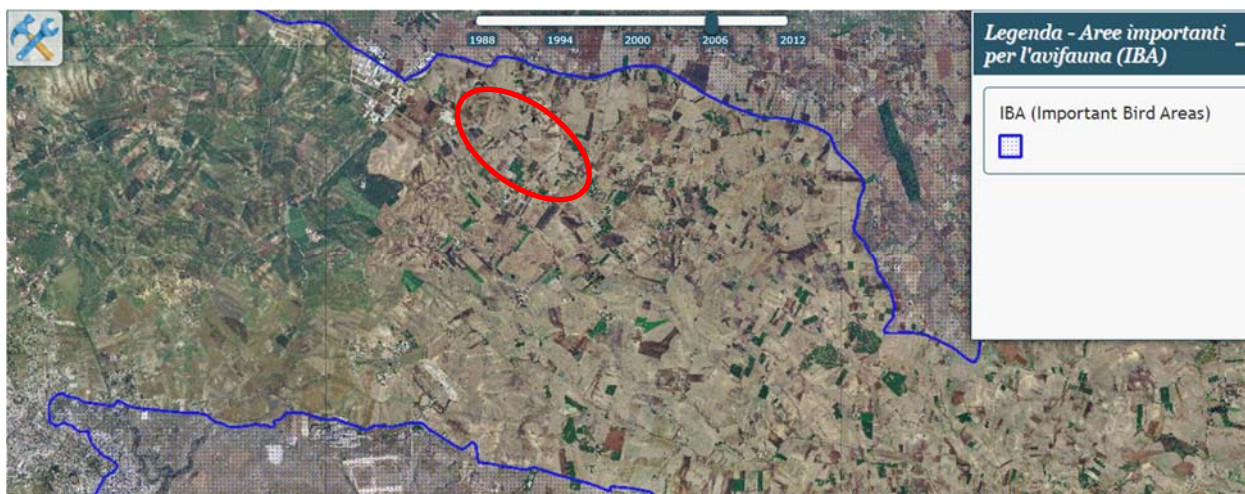 1988 1994 2000 2006 2012
Legenda - Aree importanti
per l'avifauna (IBA)
IBA (Important Bird Areas)